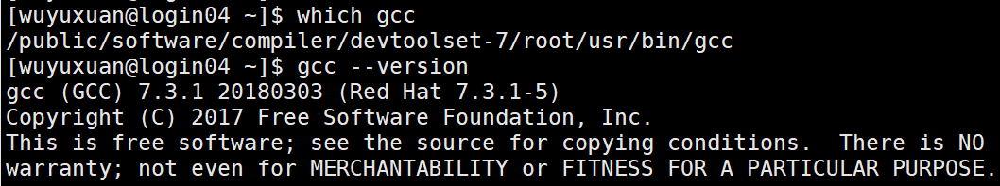 [wuyuxuan@login04 ~]$ which gcc
/public/software/compiler/devtoolset-7/root/usr/bin/gcc
[wuyuxuan@login04 ~]$ gcc --version
gcc (GCC) 7.3.1 20180303 (Red Hat 7.3.1-5)
Copyright (C) 2017 Free Software Foundation, Inc.
This is free software; see the source for copying conditions.  There is NO
warranty; not even for MERCHANTABILITY or FITNESS FOR A PARTICULAR PURPOSE.